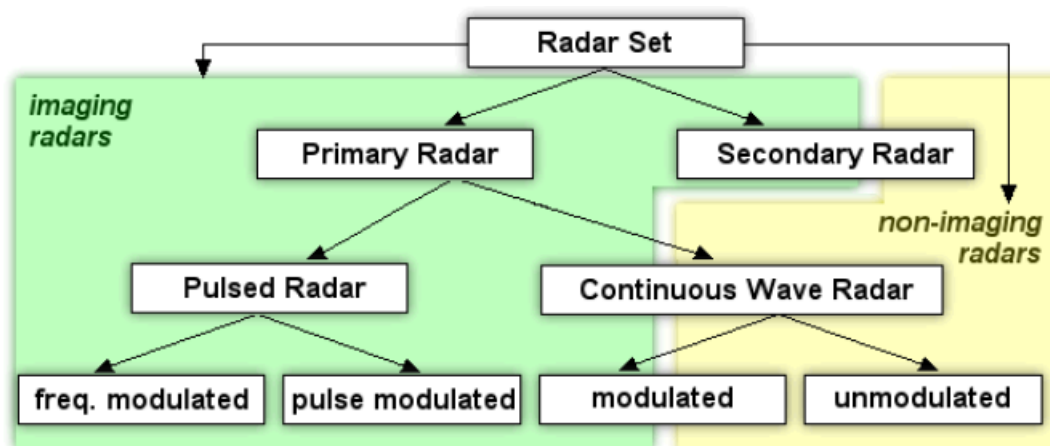 Radar Set
imaging
radars
Primary Radar
Secondary Radar
non-imaging
radars
Pulsed Radar
Continuous Wave Radar
freq. modulated
pulse modulated
modulated
unmodulated